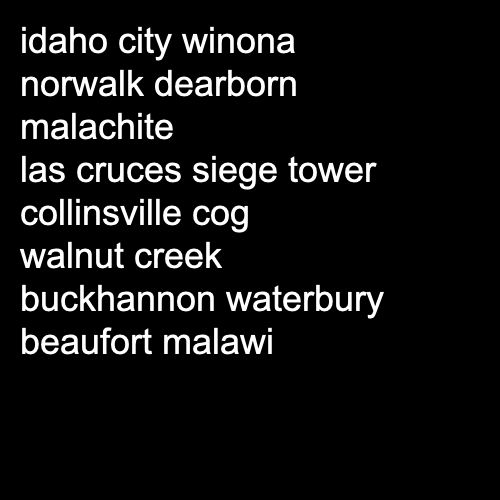 idaho city winona
norwalk dearborn
malachite
las cruces siege tower
collinsville cog
walnut creek
buckhannon waterbury
beaufort malawi